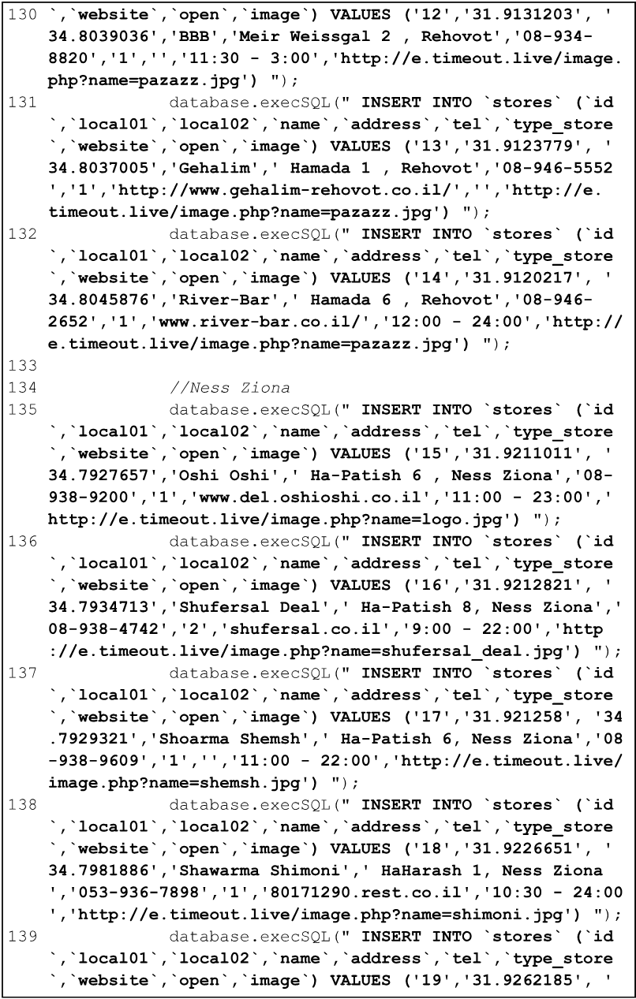 130 `,`website`,`open`,`image`) VALUES ('12','31.9131203', '
34.8039036','BBB','Meir Weissgal 2 , Rehovot','08-934-
8820','1','','11:30 - 3:00','http://e.timeout.live/image.
php?name=pazazz.jpg') ");
131 database.execSQL(" INSERT INTO `stores` (`id
`,`local01`,`local02`,`name`,`address`,`tel`,`type_store
`,`website`,`open`,`image`) VALUES ('13','31.9123779', '
34.8037005','Gehalim',' Hamada 1 , Rehovot','08-946-5552
','1','http://www.gehalim-rehovot.co.il/','','http://e.
timeout.live/image.php?name=pazazz.jpg') ");
132 database.execSQL(" INSERT INTO `stores` (`id
`,`local01`,`local02`,`name`,`address`,`tel`,`type_store
`,`website`,`open`,`image`) VALUES ('14','31.9120217', '
34.8045876','River-Bar',' Hamada 6 , Rehovot','08-946-
2652','1','www.river-bar.co.il/','12:00 - 24:00','http://
e.timeout.live/image.php?name=pazazz.jpg') ");
133
134 //Ness Ziona
135 database.execSQL(" INSERT INTO `stores` (`id
`,`local01`,`local02`,`name`,`address`,`tel`,`type_store
`,`website`,`open`,`image`) VALUES ('15','31.9211011', '
34.7927657','Oshi Oshi',' Ha-Patish 6 , Ness Ziona','08-
938-9200','1','www.del.oshioshi.co.il','11:00 - 23:00','
http://e.timeout.live/image.php?name=logo.jpg') ");
136 database.execSQL(" INSERT INTO `stores` (`id
`,`local01`,`local02`,`name`,`address`,`tel`,`type_store
`,`website`,`open`,`image`) VALUES ('16','31.9212821', '
34.7934713','Shufersal Deal',' Ha-Patish 8, Ness Ziona','
08-938-4742','2','shufersal.co.il','9:00 - 22:00','http
://e.timeout.live/image.php?name=shufersal_deal.jpg') ");
137 database.execSQL(" INSERT INTO `stores` (`id
`,`local01`,`local02`,`name`,`address`,`tel`,`type_store
`,`website`,`open`,`image`) VALUES ('17','31.921258', '34
.7929321','Shoarma Shemsh',' Ha-Patish 6, Ness Ziona','08
-938-9609','1','','11:00 - 22:00','http://e.timeout.live/
image.php?name=shemsh.jpg') ");
138 database.execSQL(" INSERT INTO `stores` (`id
`,`local01`,`local02`,`name`,`address`,`tel`,`type_store
`,`website`,`open`,`image`) VALUES ('18','31.9226651', '
34.7981886','Shawarma Shimoni',' HaHarash 1, Ness Ziona
','053-936-7898','1','80171290.rest.co.il','10:30 - 24:00
','http://e.timeout.live/image.php?name=shimoni.jpg') ");
139 database.execSQL(" INSERT INTO `stores` (`id
`,`local01`,`local02`,`name`,`address`,`tel`,`type_store
`,`website`,`open`,`image`) VALUES ('19','31.9262185', '